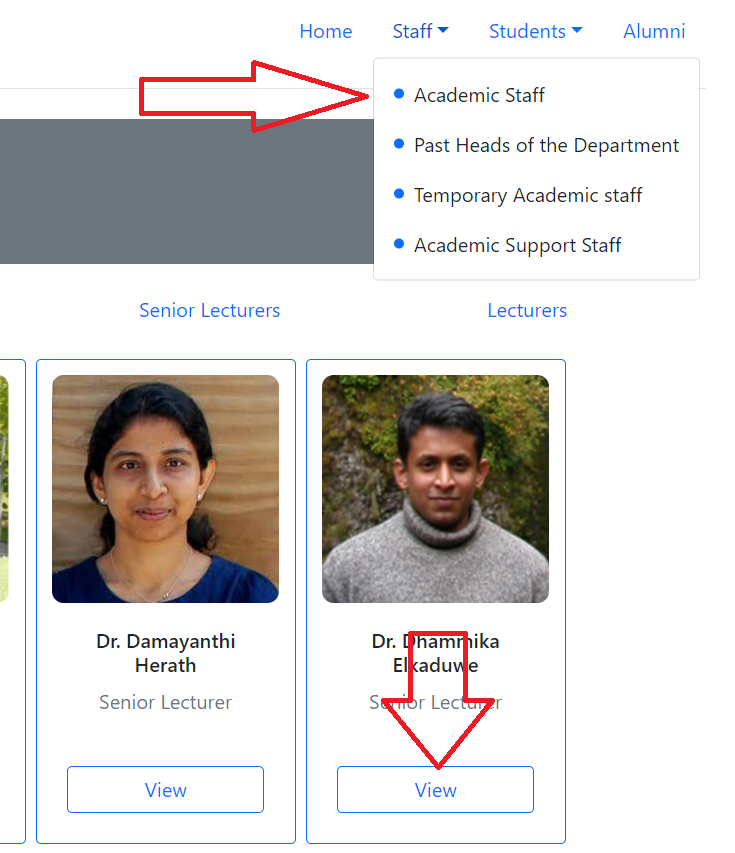 Home Staff Students Alumni
Academic Staff
Past Heads of the Department
Temporary Academic staff
Academic Support Staff
Senior Lecturers Lecturers
Dr. Damayanthi
Herath
Senior Lecturer
View
Dr. Dhammika
Elkaduwe
Senior Lecturer
View